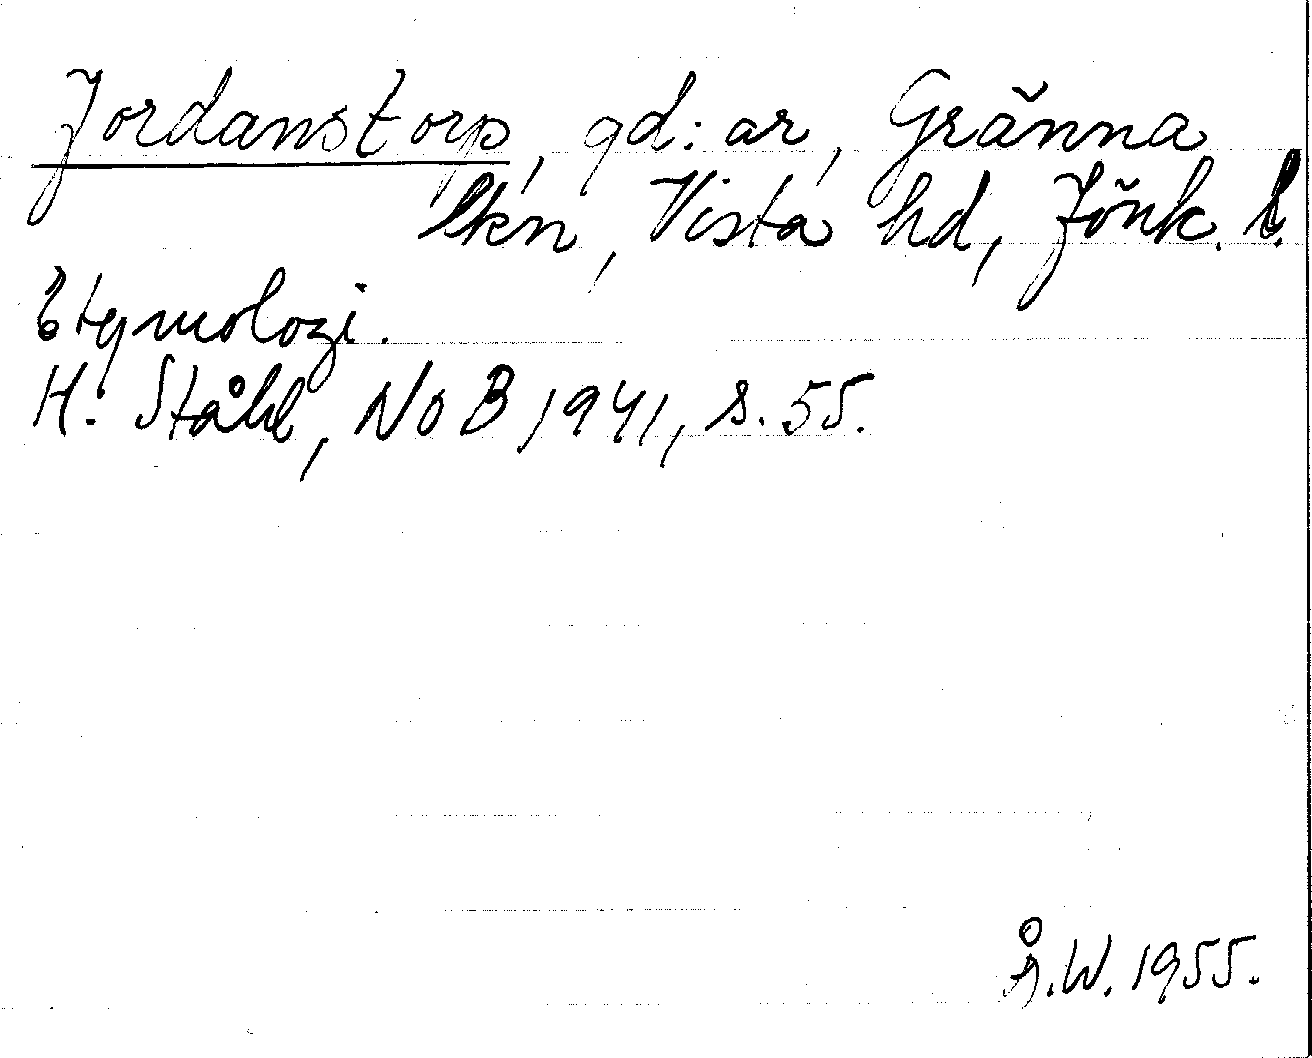 Jordanstorp, gd:ar, Gränna
lkn, Vista hd, Jönk. l.
Etymologi.
H. Ståhl, NoB 1941, s. 55.
Å.W. 1955.